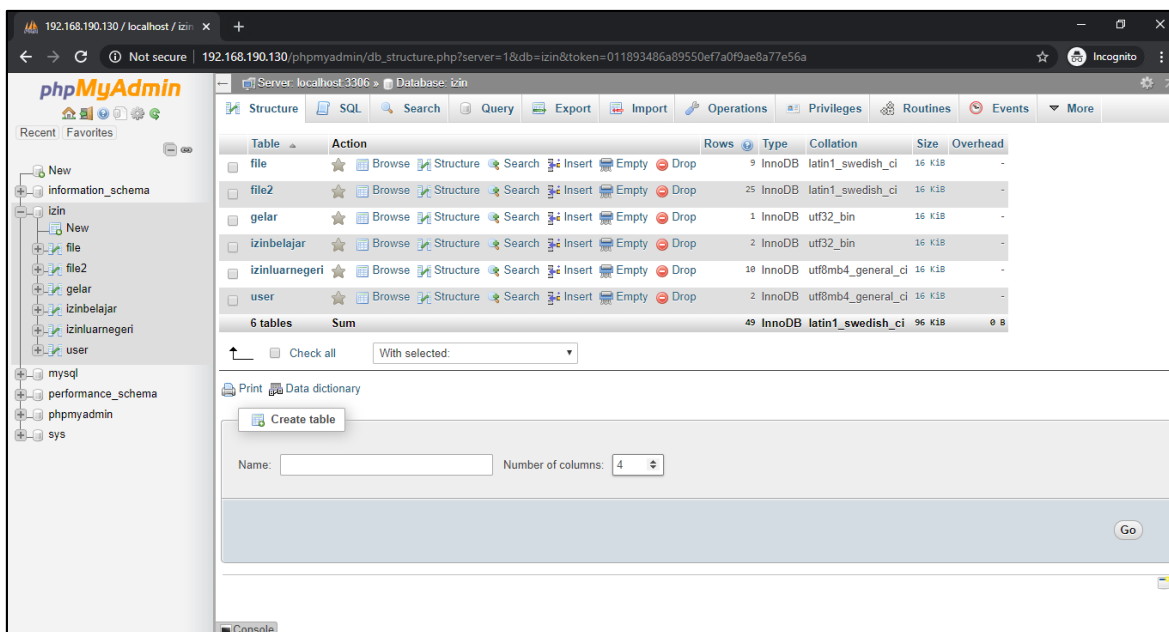 192.168.190.130 / localhost / izin
Not secure | 192.168.190.130/phpmyadmin/db_structure.php?server=1&db=izin&token=011893486a89550ef7a0f9ae8a77e56a
Incognito
phpMyAdmin
Recent Favorites
New
information_schema
izin
New
file
file2
gelar
izinbelajar
izinluarnegeri
user
mysql
performance_schema
phpmyadmin
sys
Server: localhost:3306 » Database: izin
Structure SQL Search Query Export Import Operations Privileges Routines Events More
Table Action Rows Type Collation Size Overhead
file Browse Structure Search Insert Empty Drop 9 InnoDB latin1_swedish_ci 16 KiB -
file2 Browse Structure Search Insert Empty Drop 25 InnoDB latin1_swedish_ci 16 KiB -
gelar Browse Structure Search Insert Empty Drop 1 InnoDB utf32_bin 16 KiB -
izinbelajar Browse Structure Search Insert Empty Drop 2 InnoDB utf32_bin 16 KiB -
izinluarnegeri Browse Structure Search Insert Empty Drop 10 InnoDB utf8mb4_general_ci 16 KiB -
user Browse Structure Search Insert Empty Drop 2 InnoDB utf8mb4_general_ci 16 KiB -
6 tables Sum 49 InnoDB latin1_swedish_ci 96 KiB 0 B
Check all With selected:
Print Data dictionary
Create table
Name: Number of columns: 4
Go
Console